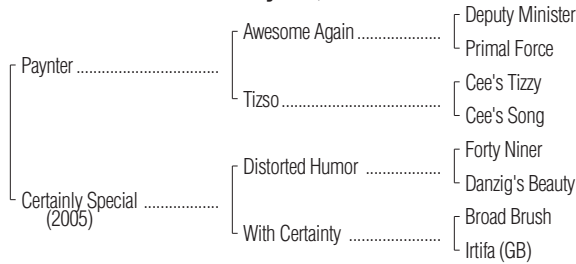 Deputy Minister
Awesome Again ..................
Primal Force
Paynter ...............................
Cee's Tizzy
Tizso ..................................
Cee's Song
Forty Niner
Distorted Humor ................
Danzig's Beauty
Certainly Special ................
(2005)
Broad Brush
With Certainty ...................
Irtifa (GB)